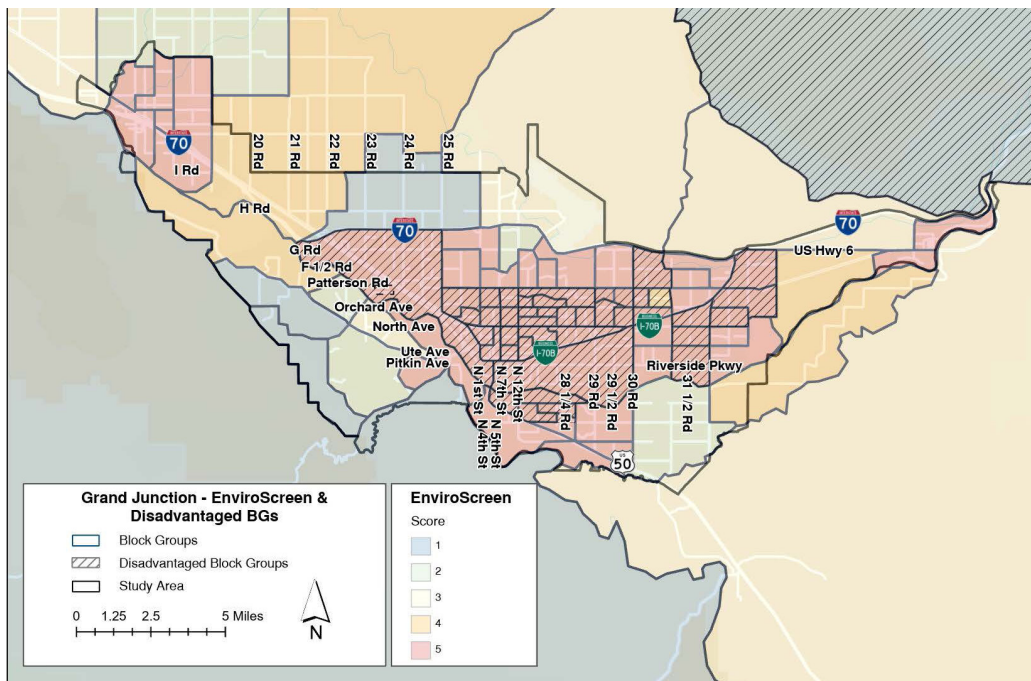 70
I Rd
20 Rd
21 Rd
22 Rd
23 Rd
24 Rd
25 Rd
H Rd
BUSINESS
70
70
US Hwy 6
G Rd
F 1/2 Rd
Patterson Rd
Orchard Ave
North Ave
Ute Ave
Pitkin Ave
BUSINESS
I-70B
BUSINESS
I-70B
Riverside Pkwy
N 1st St
N 4th St
N 7th St
N 5th St
N 12th St
28 1/4 Rd
29 Rd
29 1/2 Rd
30 Rd
31 1/2 Rd
US
50
Grand Junction - EnviroScreen &
Disadvantaged BGs
Block Groups
Disadvantaged Block Groups
Study Area
0 1.25 2.5 5 Miles
N
EnviroScreen
Score
1
2
3
4
5